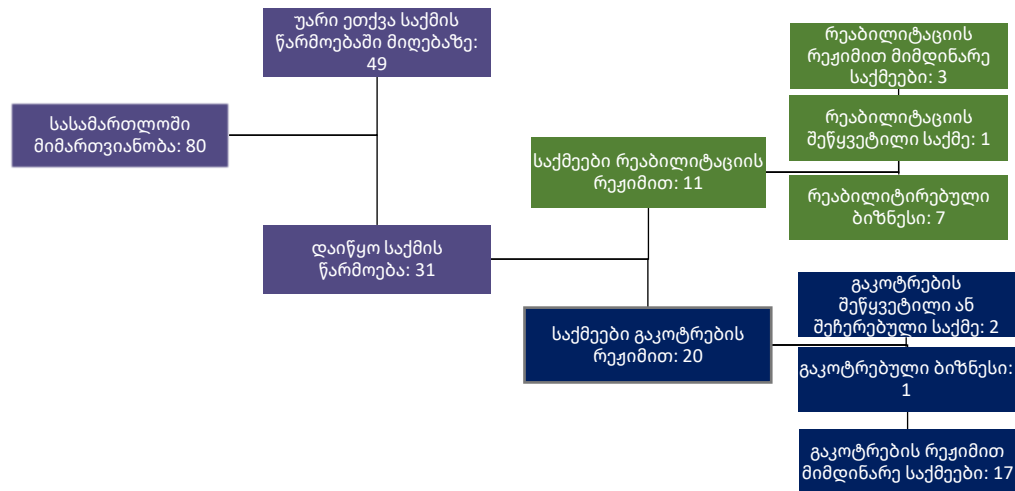 უარი ეთქვა საქმის
წარმოებაში მიღებაზე:
49
სასამართლოში
მიმართვიანობა: 80
დაიწყო საქმის
წარმოება: 31
საქმეები რეაბილიტაციის
რეჟიმით: 11
რეაბილიტაციის
რეჟიმით მიმდინარე
საქმეები: 3
რეაბილიტაციის
შეწყვეტილი საქმე: 1
რეაბილიტირებული
ბიზნესი: 7
საქმეები გაკოტრების
რეჟიმით: 20
გაკოტრების
შეწყვეტილი ან
შეჩერებული საქმე: 2
გაკოტრებული ბიზნესი:
1
გაკოტრების რეჟიმით
მიმდინარე საქმეები: 17